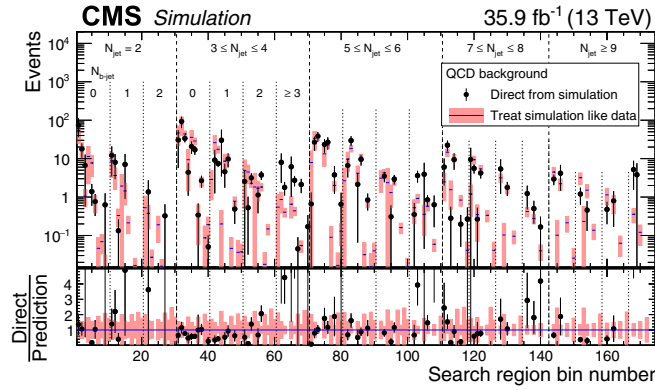 CMS Simulation 35.9 fb⁻¹ (13 TeV)
N_jet = 2 3 ≤ N_jet ≤ 4 5 ≤ N_jet ≤ 6 7 ≤ N_jet ≤ 8 N_jet ≥ 9
N_b-jet
0 1 2 0 1 2 ≥ 3
QCD background
Direct from simulation
Treat simulation like data
Events
10⁴
10³
10²
10
1
10⁻¹
Direct
Prediction
4
3
2
1
20 40 60 80 100 120 140 160
Search region bin number